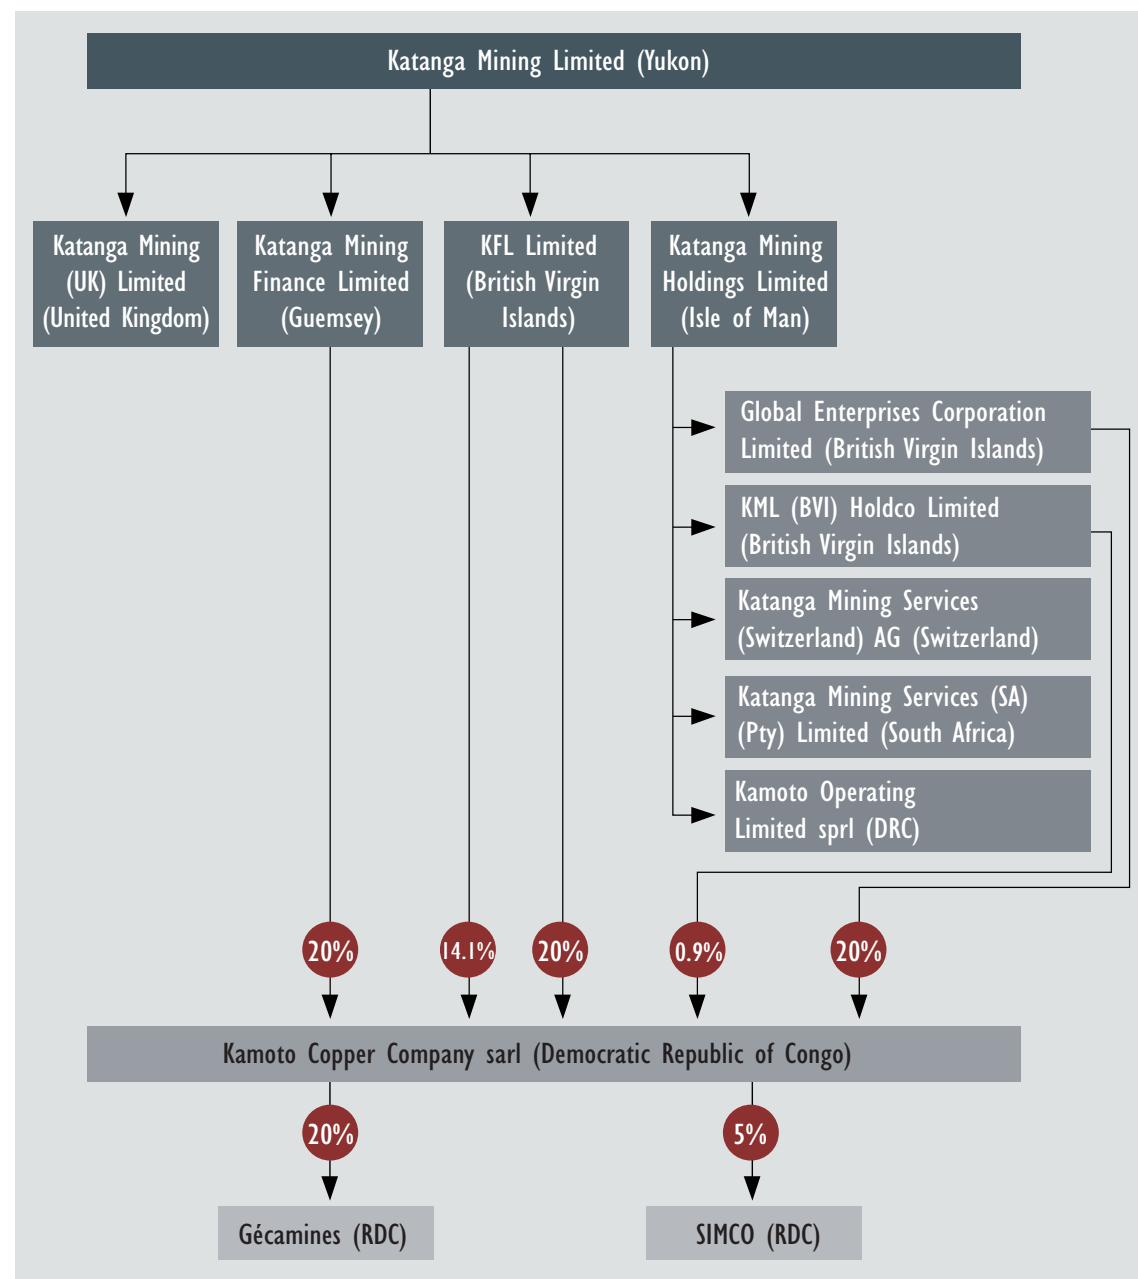 Katanga Mining Limited (Yukon)
Katanga Mining
(UK) Limited
(United Kingdom)
Katanga Mining
Finance Limited
(Guemsey)
KFL Limited
(British Virgin
Islands)
Katanga Mining
Holdings Limited
(Isle of Man)
Global Enterprises Corporation
Limited (British Virgin Islands)
KML (BVI) Holdco Limited
(British Virgin Islands)
Katanga Mining Services
(Switzerland) AG (Switzerland)
Katanga Mining Services (SA)
(Pty) Limited (South Africa)
Kamoto Operating
Limited sprl (DRC)
20%
14.1%
20%
0.9%
20%
Kamoto Copper Company sarl (Democratic Republic of Congo)
20%
5%
Gécamines (RDC)
SIMCO (RDC)